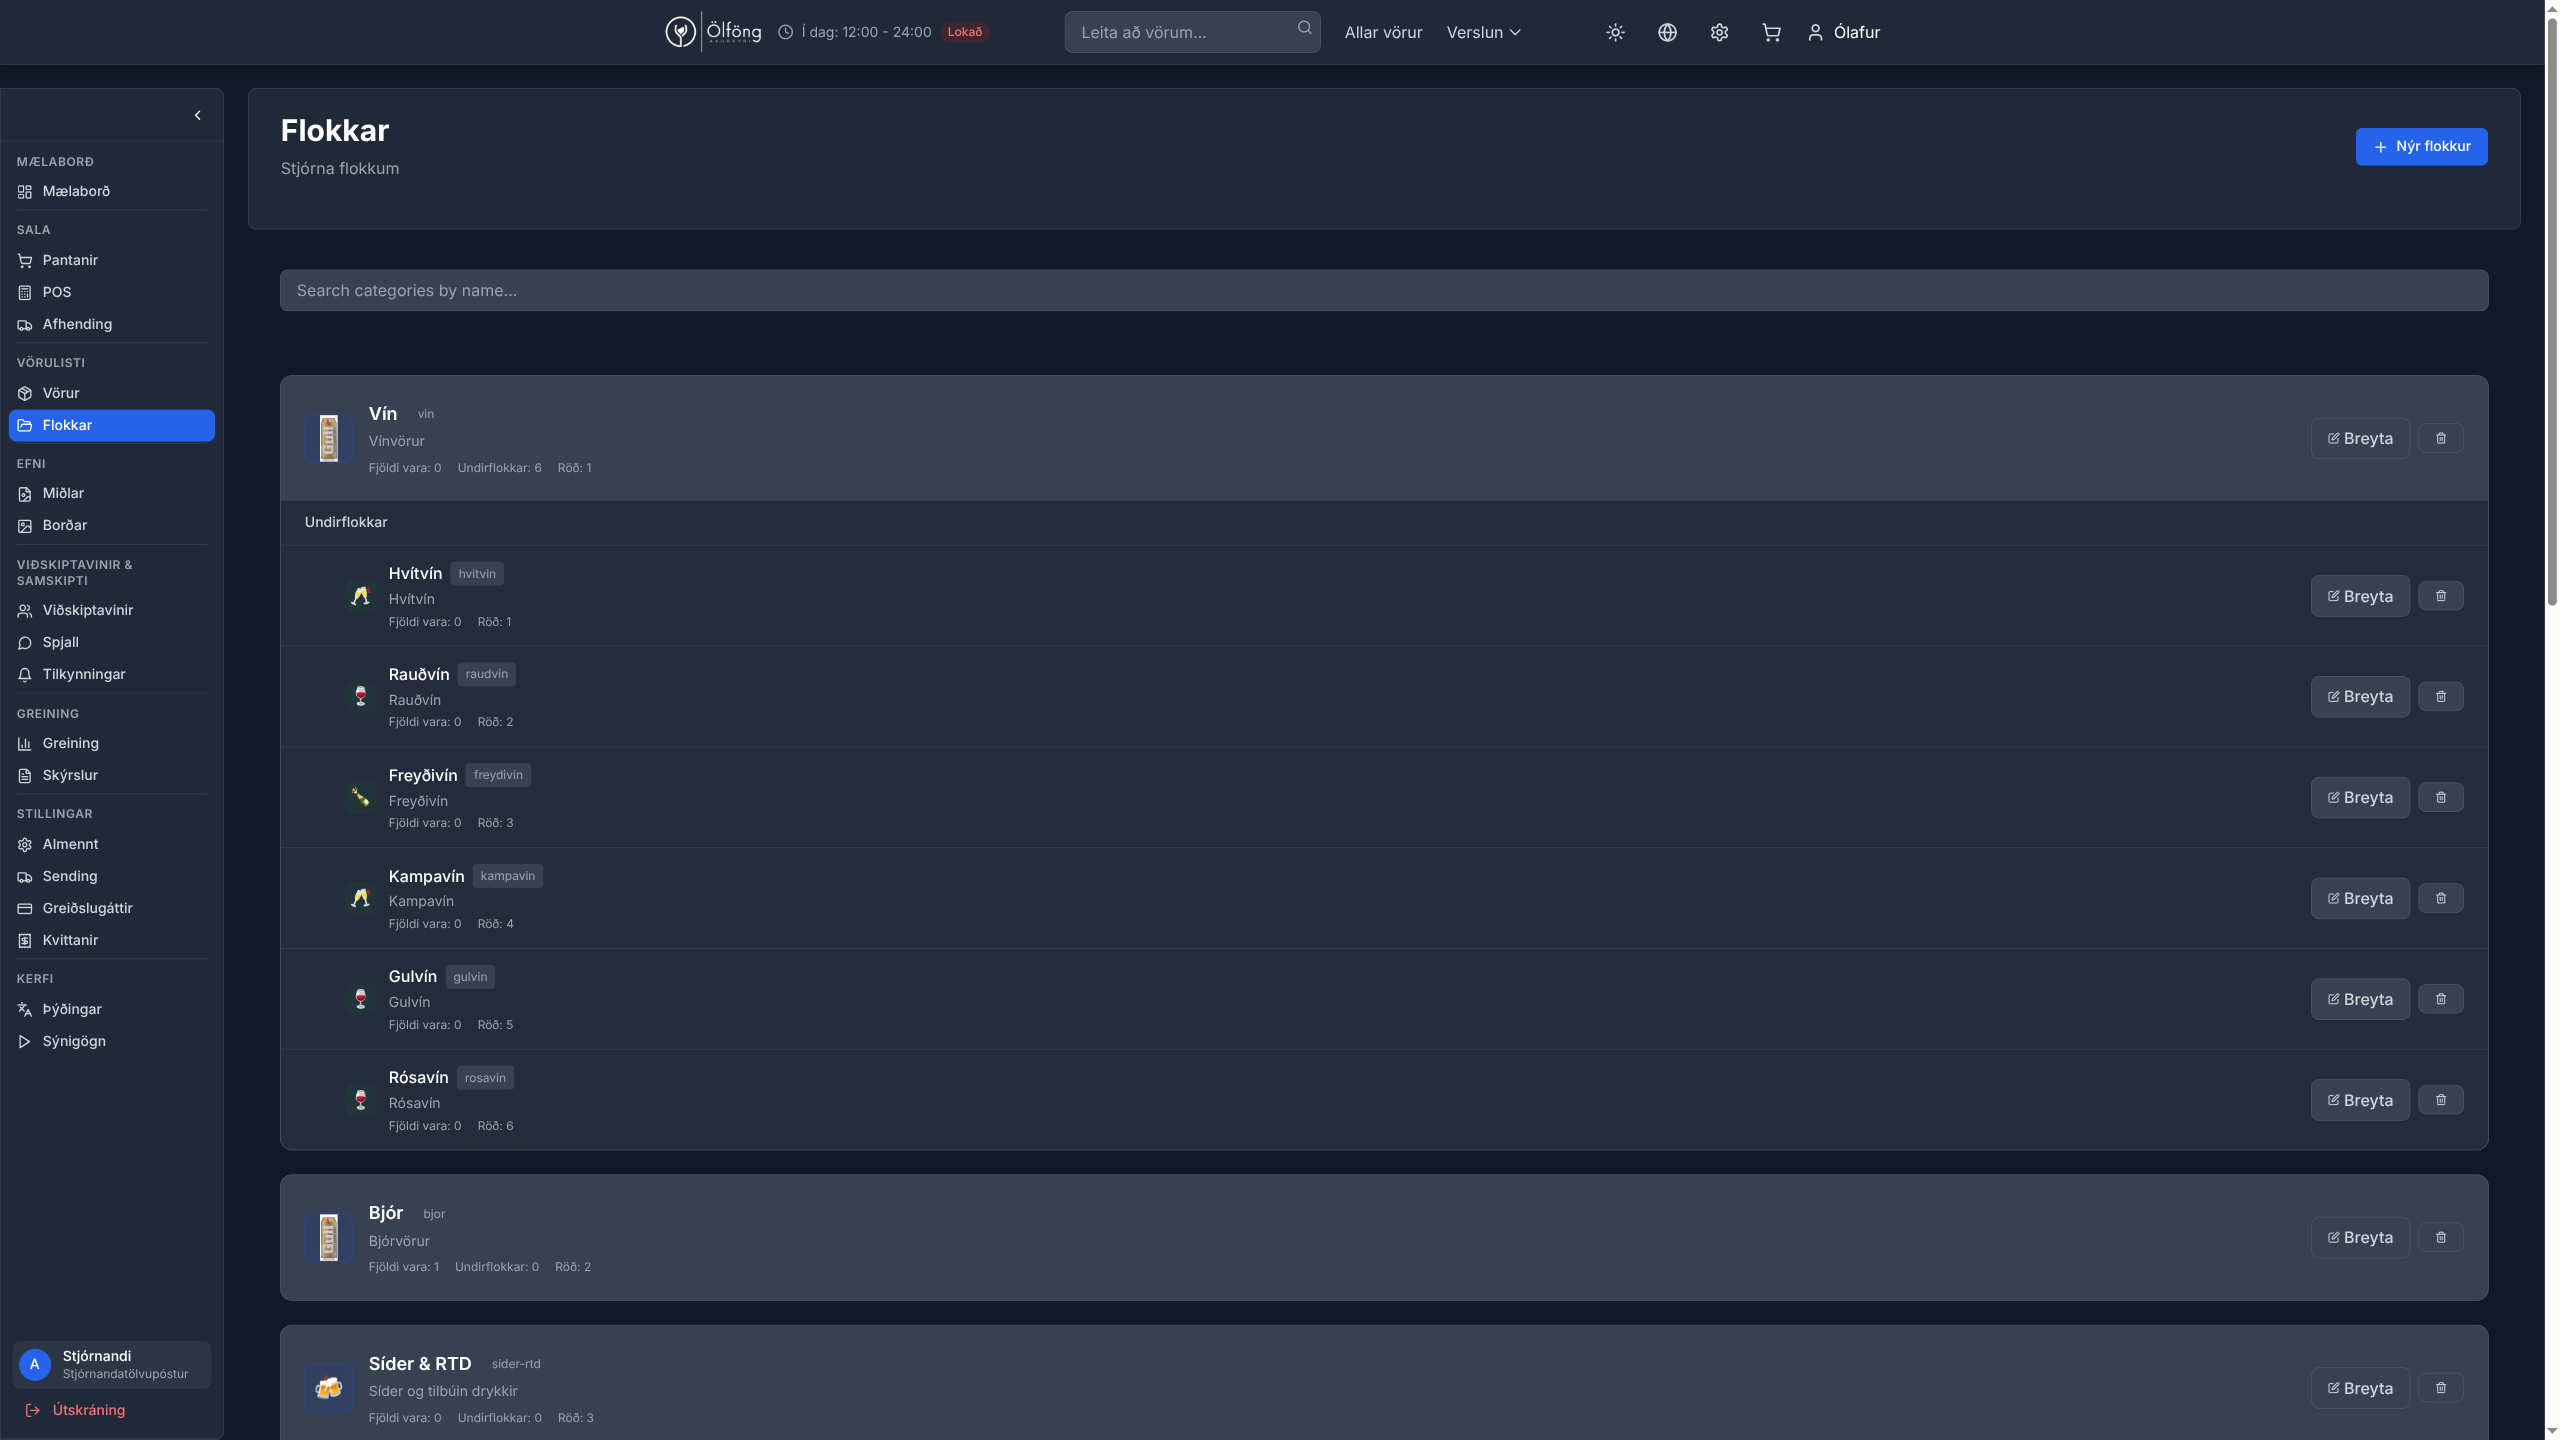 Ölföng
Í dag: 12:00 - 24:00
Lokað
Leita að vörum...
Allar vörur
Verslun
Ólafur
MÆLABORÐ
Mælaborð
SALA
Pantanir
POS
Afhending
VÖRULISTI
Vörur
Flokkar
EFNI
Miðlar
Borðar
VIÐSKIPTAVINIR &
SAMSKIPTI
Viðskiptavinir
Spjall
Tilkynningar
GREINING
Greining
Skýrslur
STILLINGAR
Almennt
Sending
Greiðslugáttir
Kvittanir
KERFI
Þýðingar
Sýnigögn
A
Stjórnandi
Stjórnandatölvupóstur
Útskráning
Flokkar
Stjórna flokkum
Nýr flokkur
Search categories by name...
Gull
Vín vin
Vínvörur
Fjöldi vara: 0 Undirflokkar: 6 Röð: 1
Breyta
Undirflokkar
Hvítvín hvitvin
Hvítvín
Fjöldi vara: 0 Röð: 1
Breyta
Rauðvín raudvin
Rauðvín
Fjöldi vara: 0 Röð: 2
Breyta
Freyðivín freydivin
Freyðivín
Fjöldi vara: 0 Röð: 3
Breyta
Kampavín kampavin
Kampavín
Fjöldi vara: 0 Röð: 4
Breyta
Gulvín gulvin
Gulvín
Fjöldi vara: 0 Röð: 5
Breyta
Rósavín rosavin
Rósavín
Fjöldi vara: 0 Röð: 6
Breyta
Gull
Bjór bjor
Bjórvörur
Fjöldi vara: 1 Undirflokkar: 0 Röð: 2
Breyta
Síder & RTD sider-rtd
Síder og tilbúin drykkir
Fjöldi vara: 0 Undirflokkar: 0 Röð: 3
Breyta